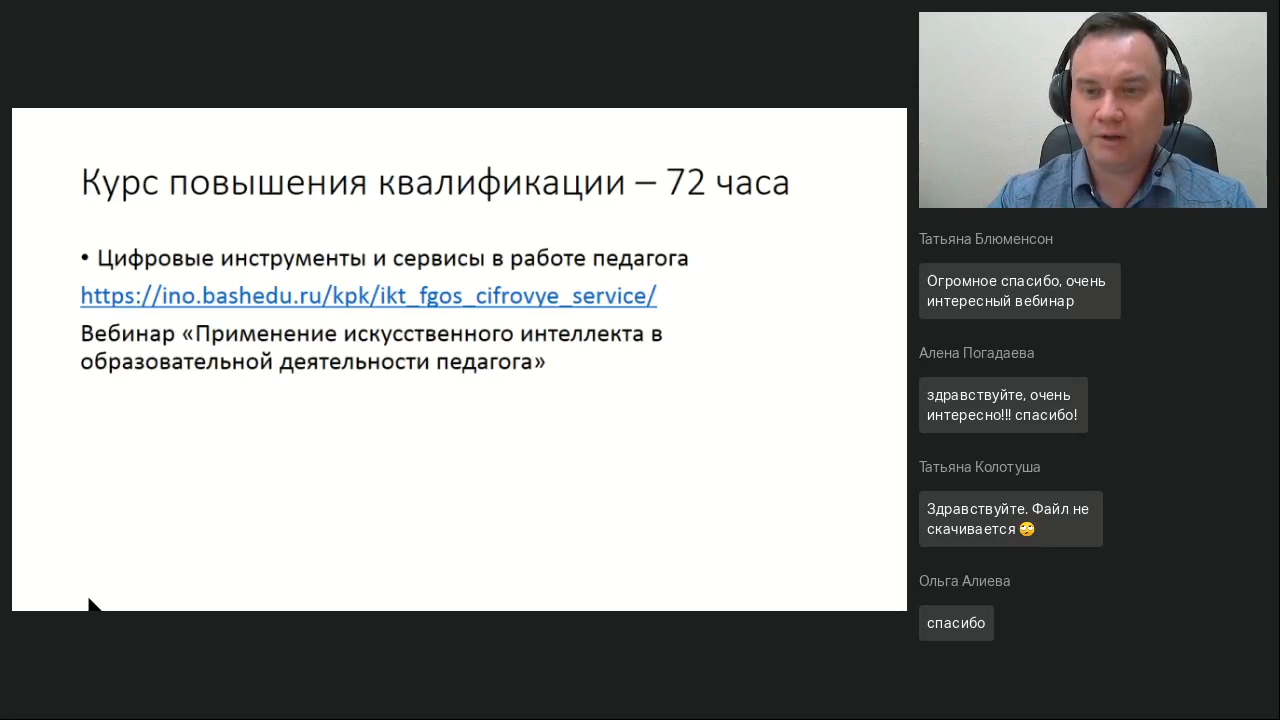 Курс повышения квалификации – 72 часа
• Цифровые инструменты и сервисы в работе педагога
https://ino.bashedu.ru/kpk/ikt_fgos_cifrovye_service/
Вебинар «Применение искусственного интеллекта в
образовательной деятельности педагога»
Татьяна Блюменсон
Огромное спасибо, очень
интересный вебинар
Алена Погадаева
здравствуйте, очень
интересно!!! спасибо!
Татьяна Колотуша
Здравствуйте. Файл не
скачивается 🙄
Ольга Алиева
спасибо